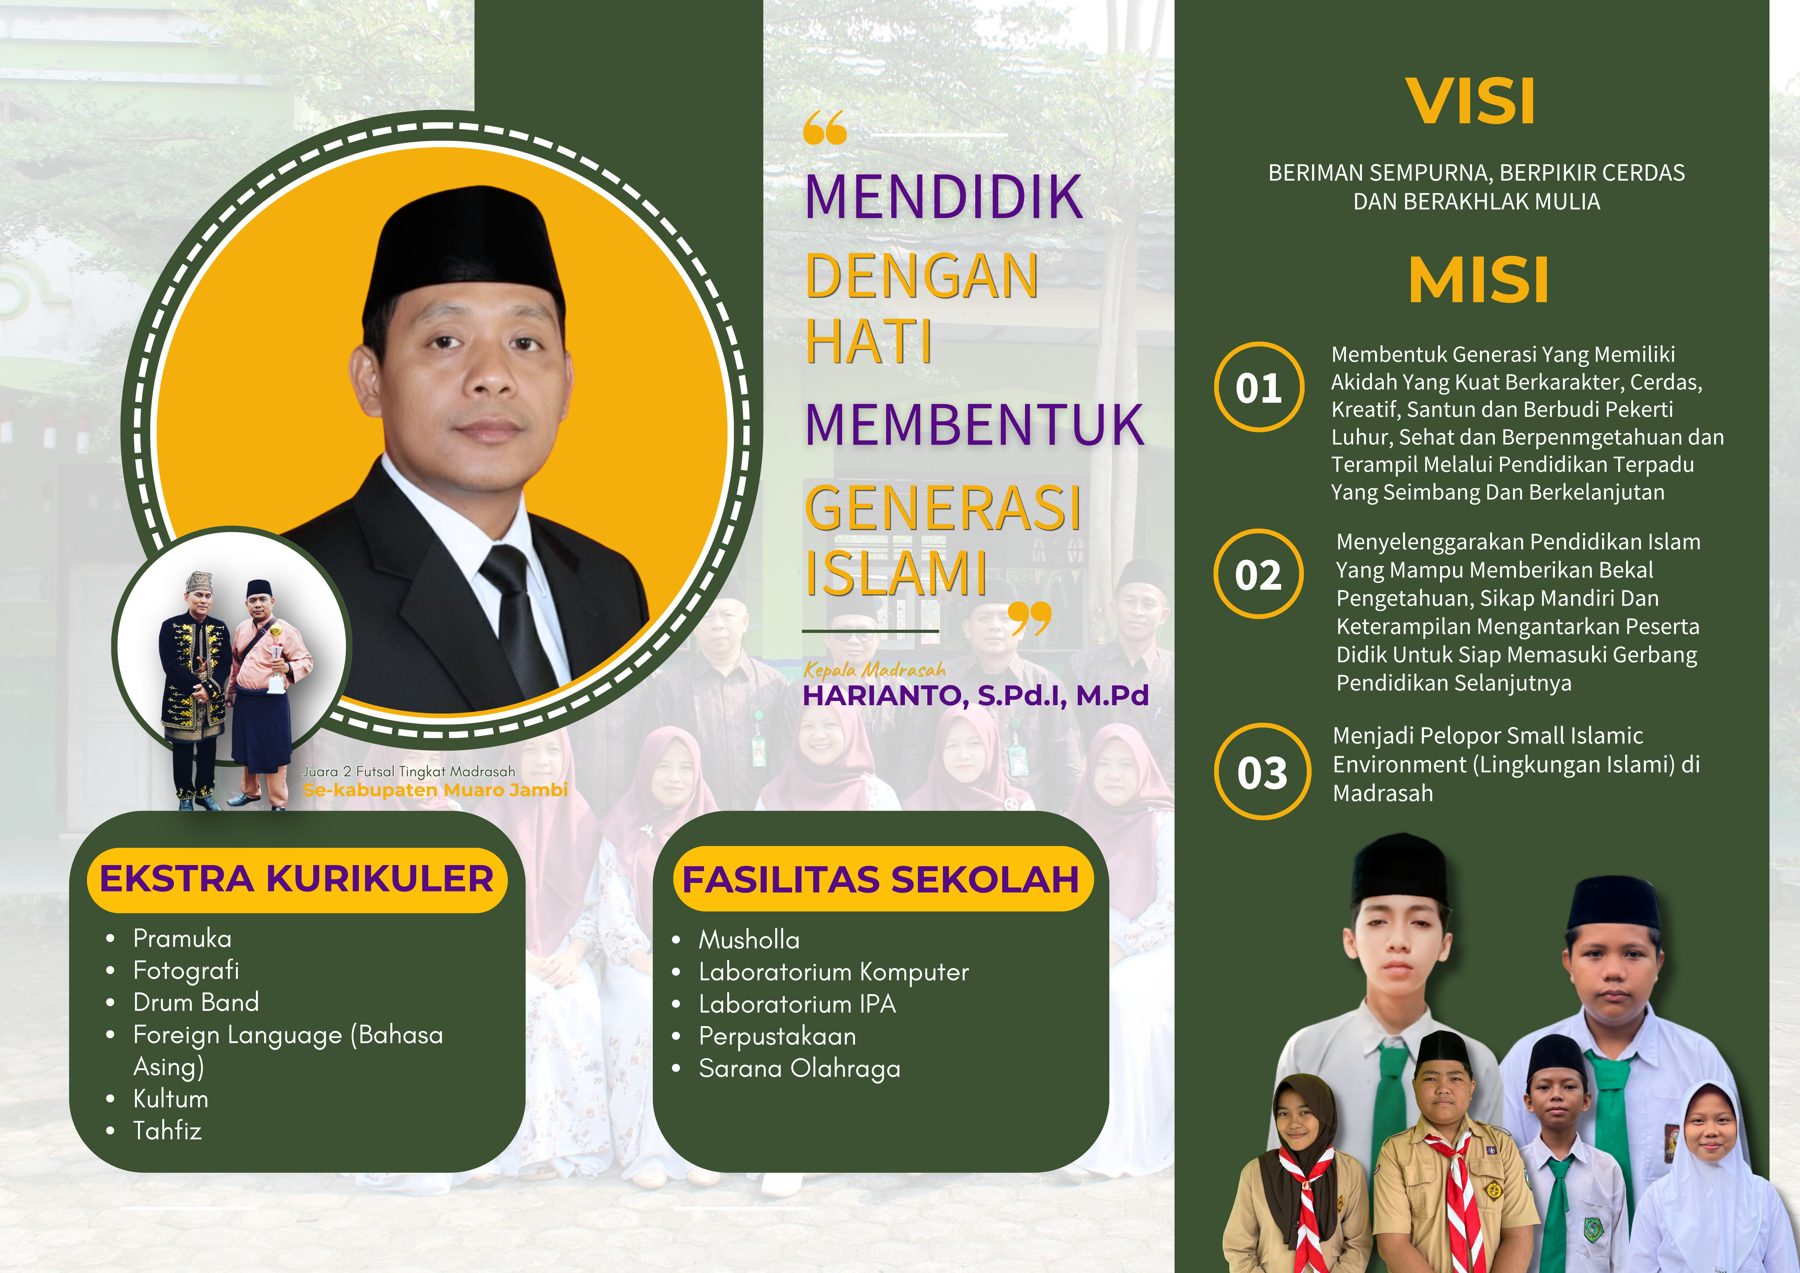 “
MENDIDIK
DENGAN
HATI
MEMBENTUK
GENERASI
ISLAMI
”
Kepala Madrasah
HARIANTO, S.Pd.I, M.Pd
Juara 2 Futsal Tingkat Madrasah
Se-kabupaten Muaro Jambi
EKSTRA KURIKULER
• Pramuka
• Fotografi
• Drum Band
• Foreign Language (Bahasa
Asing)
• Kultum
• Tahfiz
FASILITAS SEKOLAH
• Musholla
• Laboratorium Komputer
• Laboratorium IPA
• Perpustakaan
• Sarana Olahraga
VISI
BERIMAN SEMPURNA, BERPIKIR CERDAS
DAN BERAKHLAK MULIA
MISI
01
Membentuk Generasi Yang Memiliki
Akidah Yang Kuat Berkarakter, Cerdas,
Kreatif, Santun dan Berbudi Pekerti
Luhur, Sehat dan Berpenmgetahuan dan
Terampil Melalui Pendidikan Terpadu
Yang Seimbang Dan Berkelanjutan
02
Menyelenggarakan Pendidikan Islam
Yang Mampu Memberikan Bekal
Pengetahuan, Sikap Mandiri Dan
Keterampilan Mengantarkan Peserta
Didik Untuk Siap Memasuki Gerbang
Pendidikan Selanjutnya
03
Menjadi Pelopor Small Islamic
Environment (Lingkungan Islami) di
Madrasah